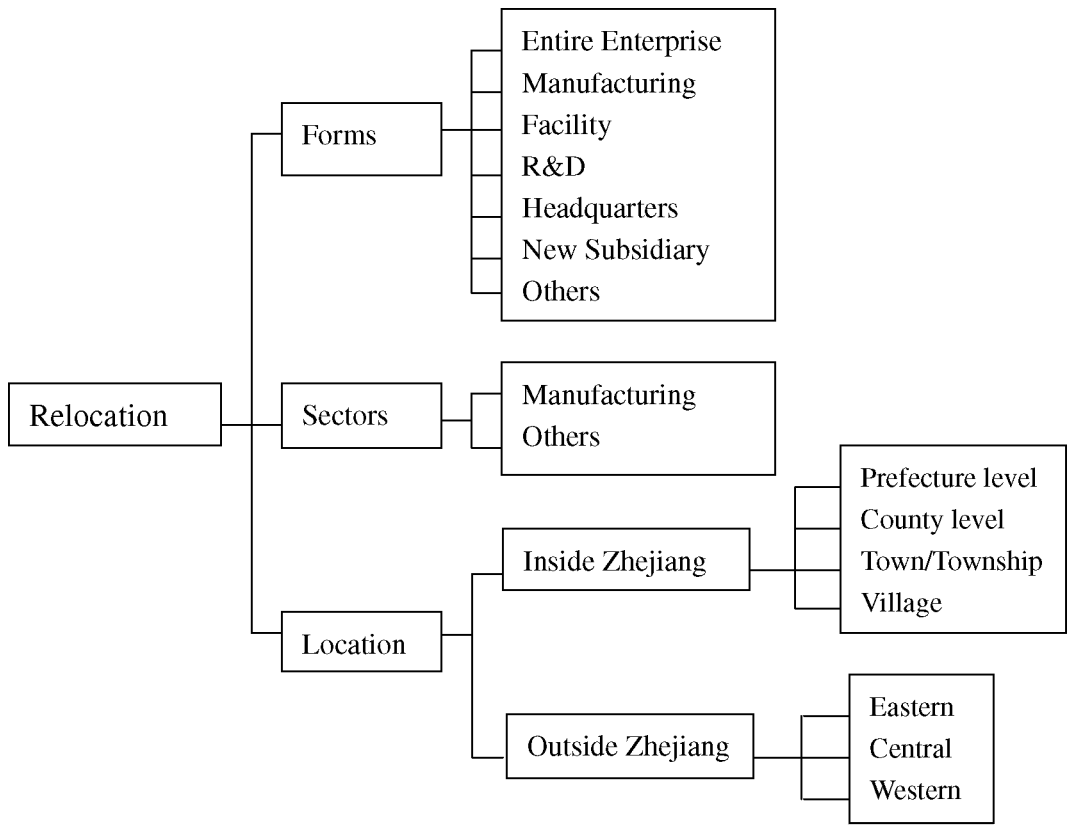 Relocation
Forms
Entire Enterprise
Manufacturing
Facility
R&D
Headquarters
New Subsidiary
Others
Sectors
Manufacturing
Others
Location
Inside Zhejiang
Prefecture level
County level
Town/Township
Village
Outside Zhejiang
Eastern
Central
Western